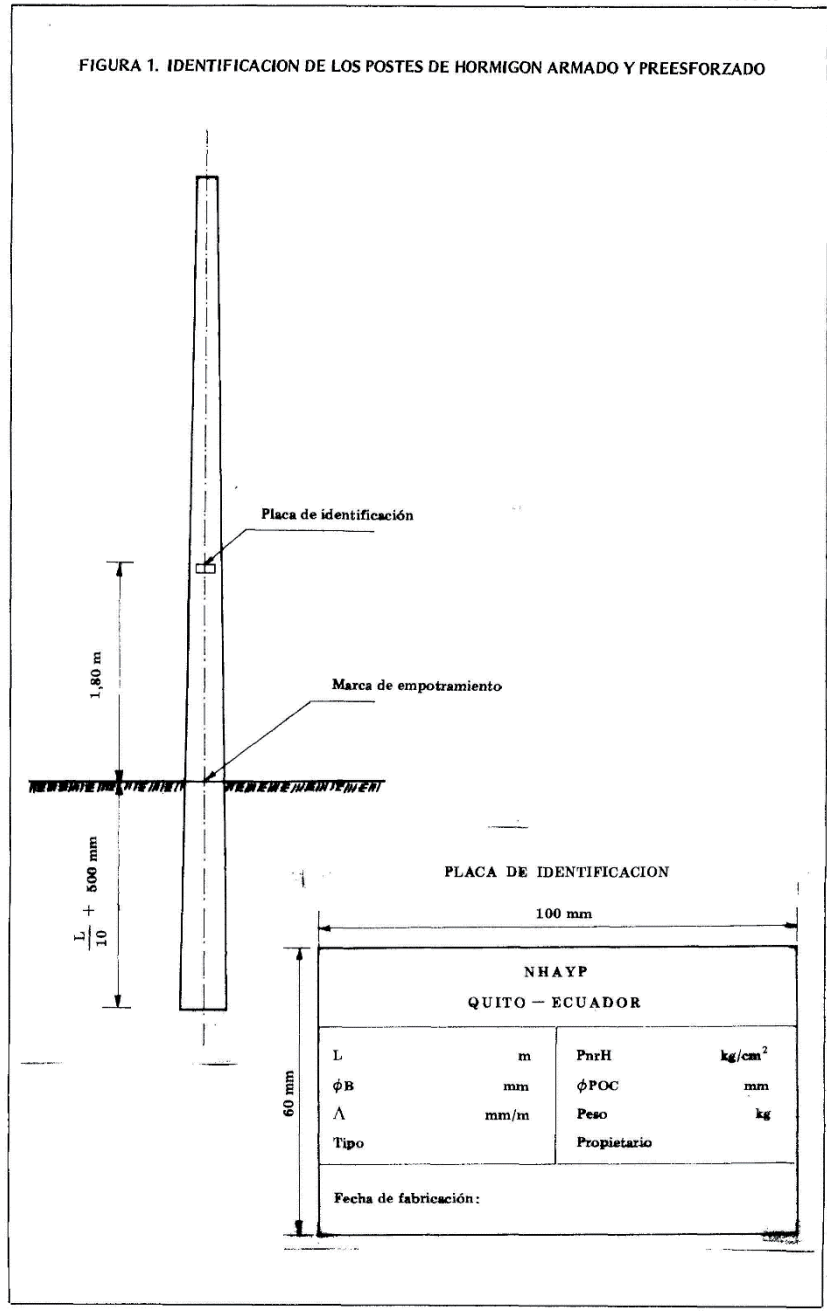 FIGURA 1. IDENTIFICACION DE LOS POSTES DE HORMIGON ARMADO Y PREESFORZADO
Placa de identificación
1,80 m
Marca de empotramiento
L/10 + 500 mm
PLACA DE IDENTIFICACION
100 mm
60 mm
NHAYP
QUITO — ECUADOR
L m PnrH kg/cm²
ϕB mm ϕPOC mm
Λ mm/m Peso kg
Tipo Propietario
Fecha de fabricación: